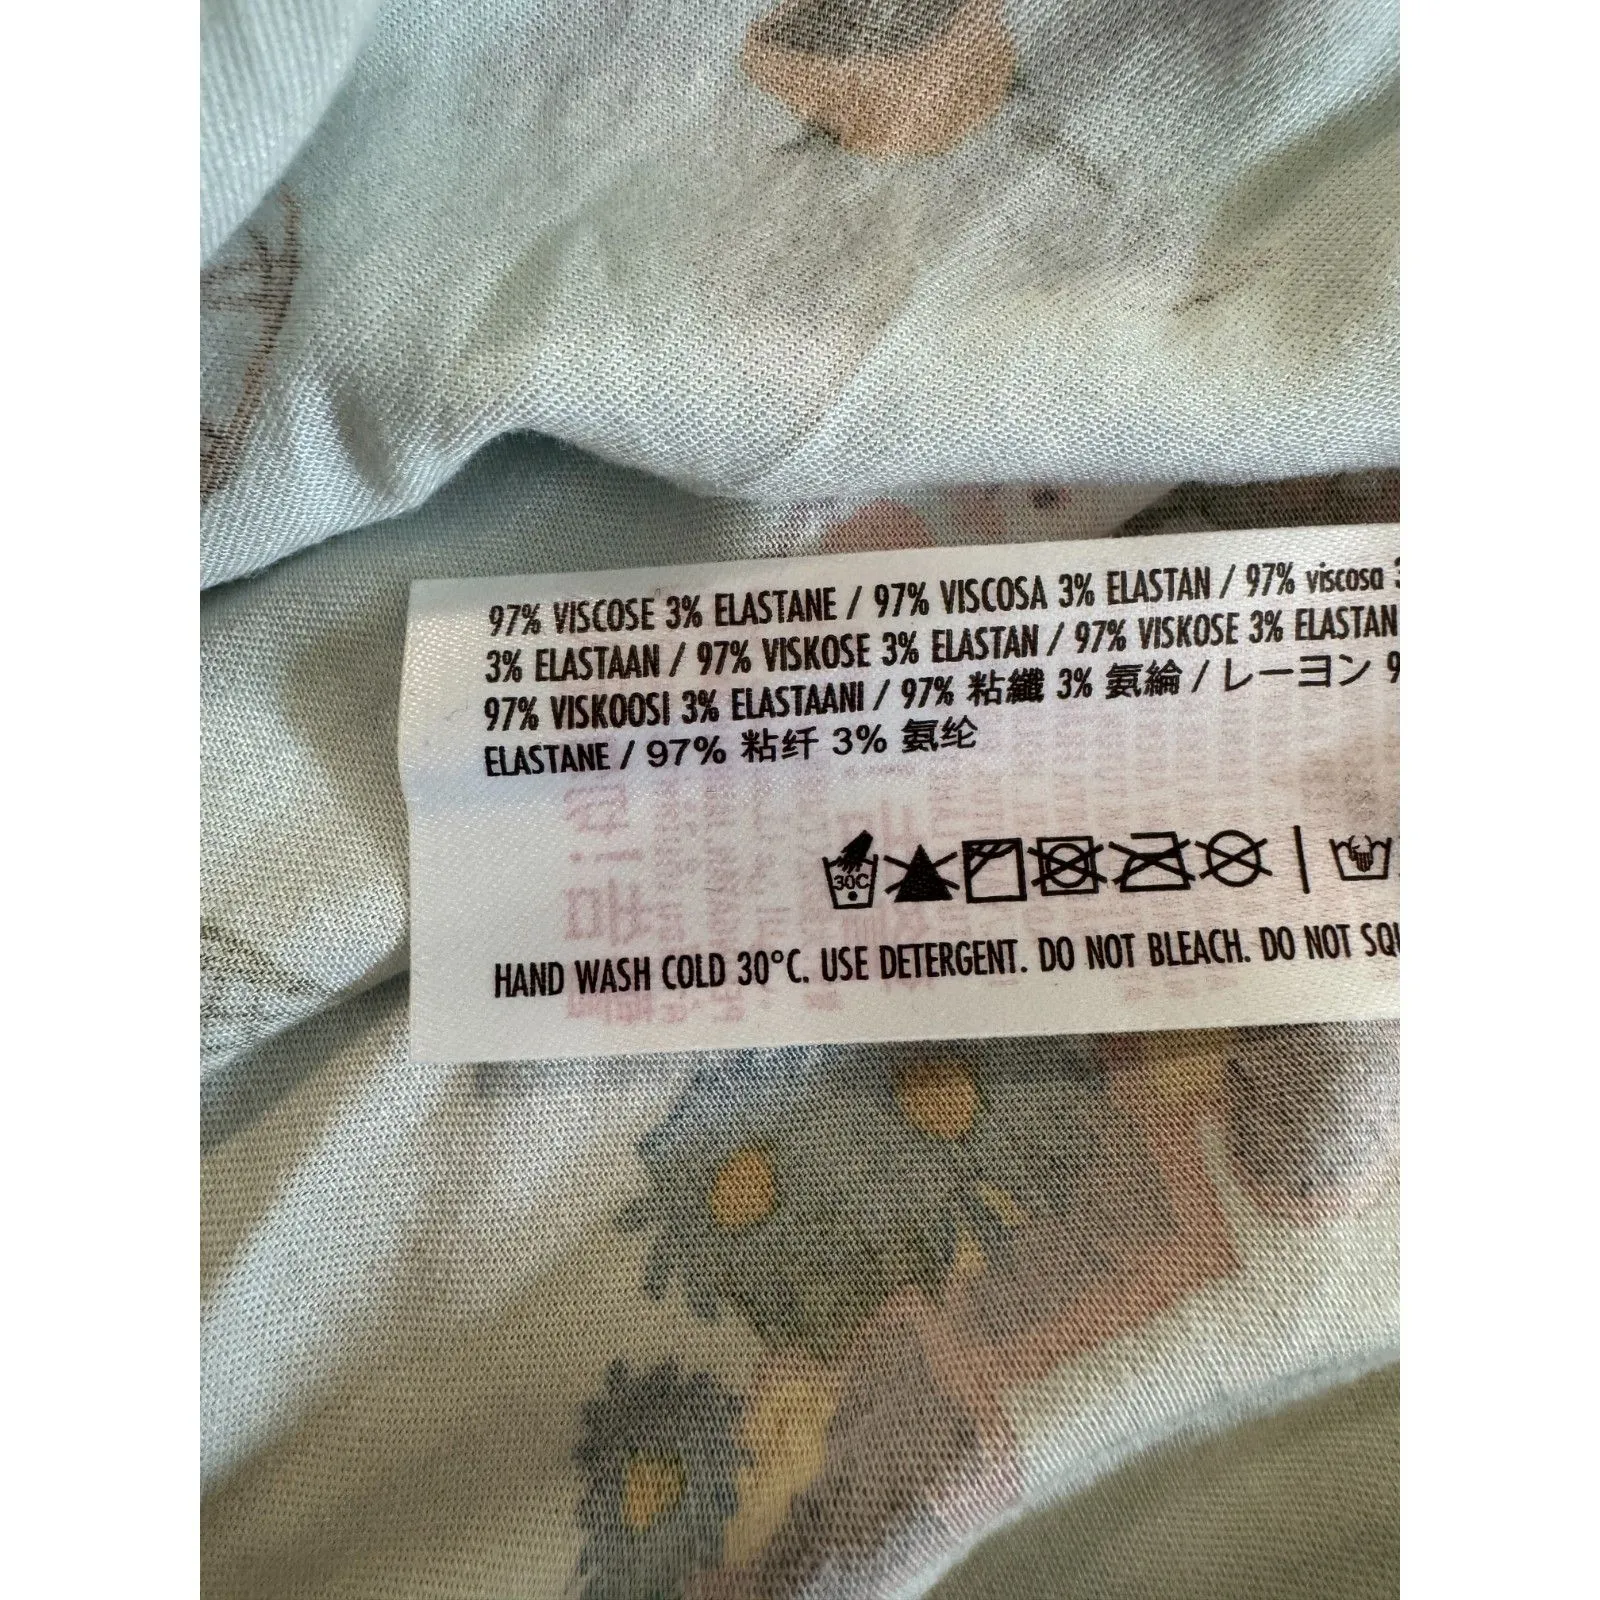 97% VISCOSE 3% ELASTANE / 97% VISCOSA 3% ELASTAN / 97% viscosa
3% ELASTAAN / 97% VISKOSE 3% ELASTAN / 97% VISKOSE 3% ELASTAN
97% VISKOOSI 3% ELASTAANI / 97% 粘纖 3% 氨綸 / レーヨン
ELASTANE / 97% 粘纤 3% 氨纶
30C
HAND WASH COLD 30°C. USE DETERGENT. DO NOT BLEACH. DO NOT